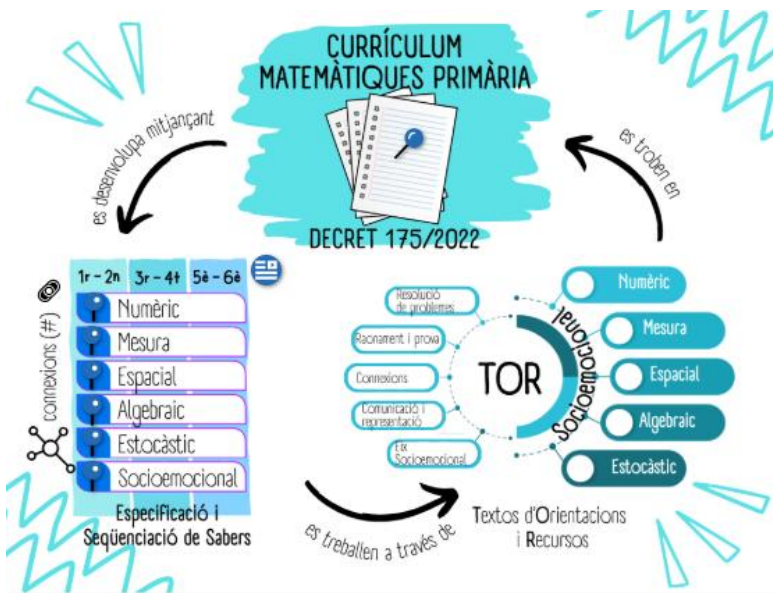 CURRÍCULUM
MATEMÀTIQUES PRIMÀRIA
DECRET 175/2022
es desenvolupa mitjançant
1r - 2n 3r - 4t 5è - 6è
connexions (#)
Numèric
Mesura
Espacial
Algebraic
Estocàstic
Socioemocional
Especificació i
Seqüenciació de Sabers
es treballen a través de
Resolució
de problemes
Raonament i prova
Connexions
Comunicació i
representació
Eix
Socioemocional
TOR
Socioemocional
Numèric
Mesura
Espacial
Algebraic
Estocàstic
Textos d'Orientacions
i Recursos
es troben en